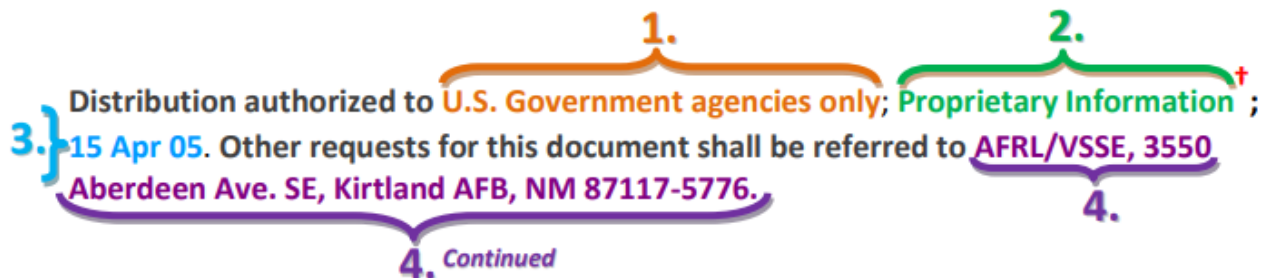 1. 2.
Distribution authorized to U.S. Government agencies only; Proprietary Information†;
3. 15 Apr 05. Other requests for this document shall be referred to AFRL/VSSE, 3550
Aberdeen Ave. SE, Kirtland AFB, NM 87117-5776.
4.
4. Continued